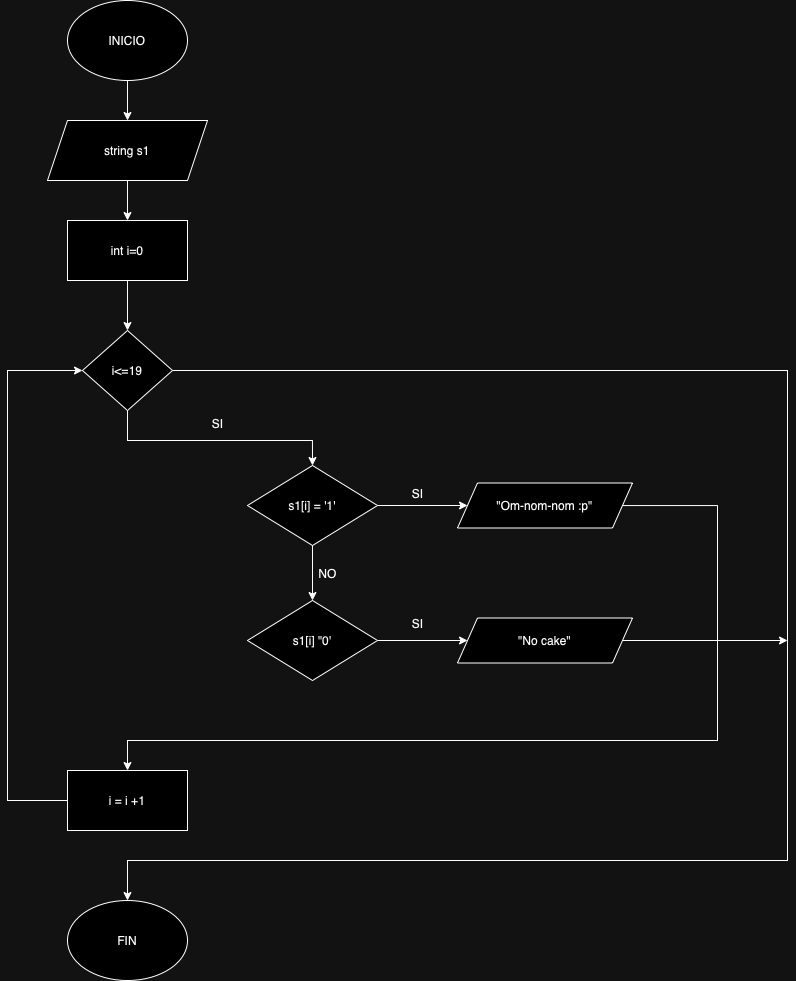 INICIO
string s1
int i=0
i<=19
SI
s1[i] = '1'
SI
"Om-nom-nom :p"
NO
s1[i] "0'
SI
"No cake"
i = i +1
FIN